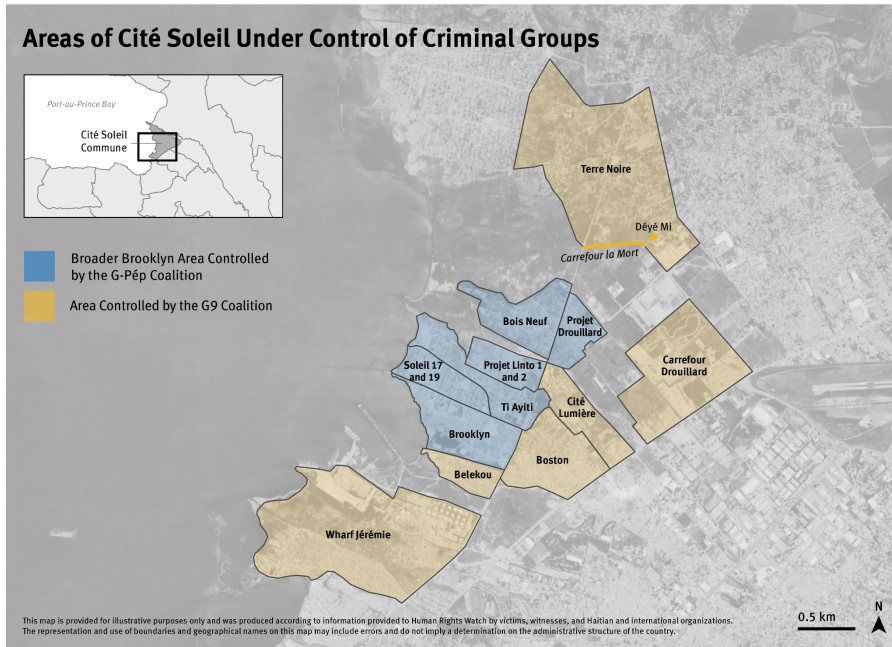 Areas of Cité Soleil Under Control of Criminal Groups
Port-au-Prince Bay
Cité Soleil
Commune
Broader Brooklyn Area Controlled
by the G-Pép Coalition
Area Controlled by the G9 Coalition
Terre Noire
Déyé Mi
Carrefour la Mort
Bois Neuf
Projet
Drouillard
Carrefour
Drouillard
Soleil 17
and 19
Projet Linto 1
and 2
Ti Ayiti
Cité
Lumière
Brooklyn
Boston
Belekou
Wharf Jérémie
This map is provided for illustrative purposes only and was produced according to information provided to Human Rights Watch by victims, witnesses, and Haitian and international organizations.
The representation and use of boundaries and geographical names on this map may include errors and do not imply a determination on the administrative structure of the country.
0.5 km
N